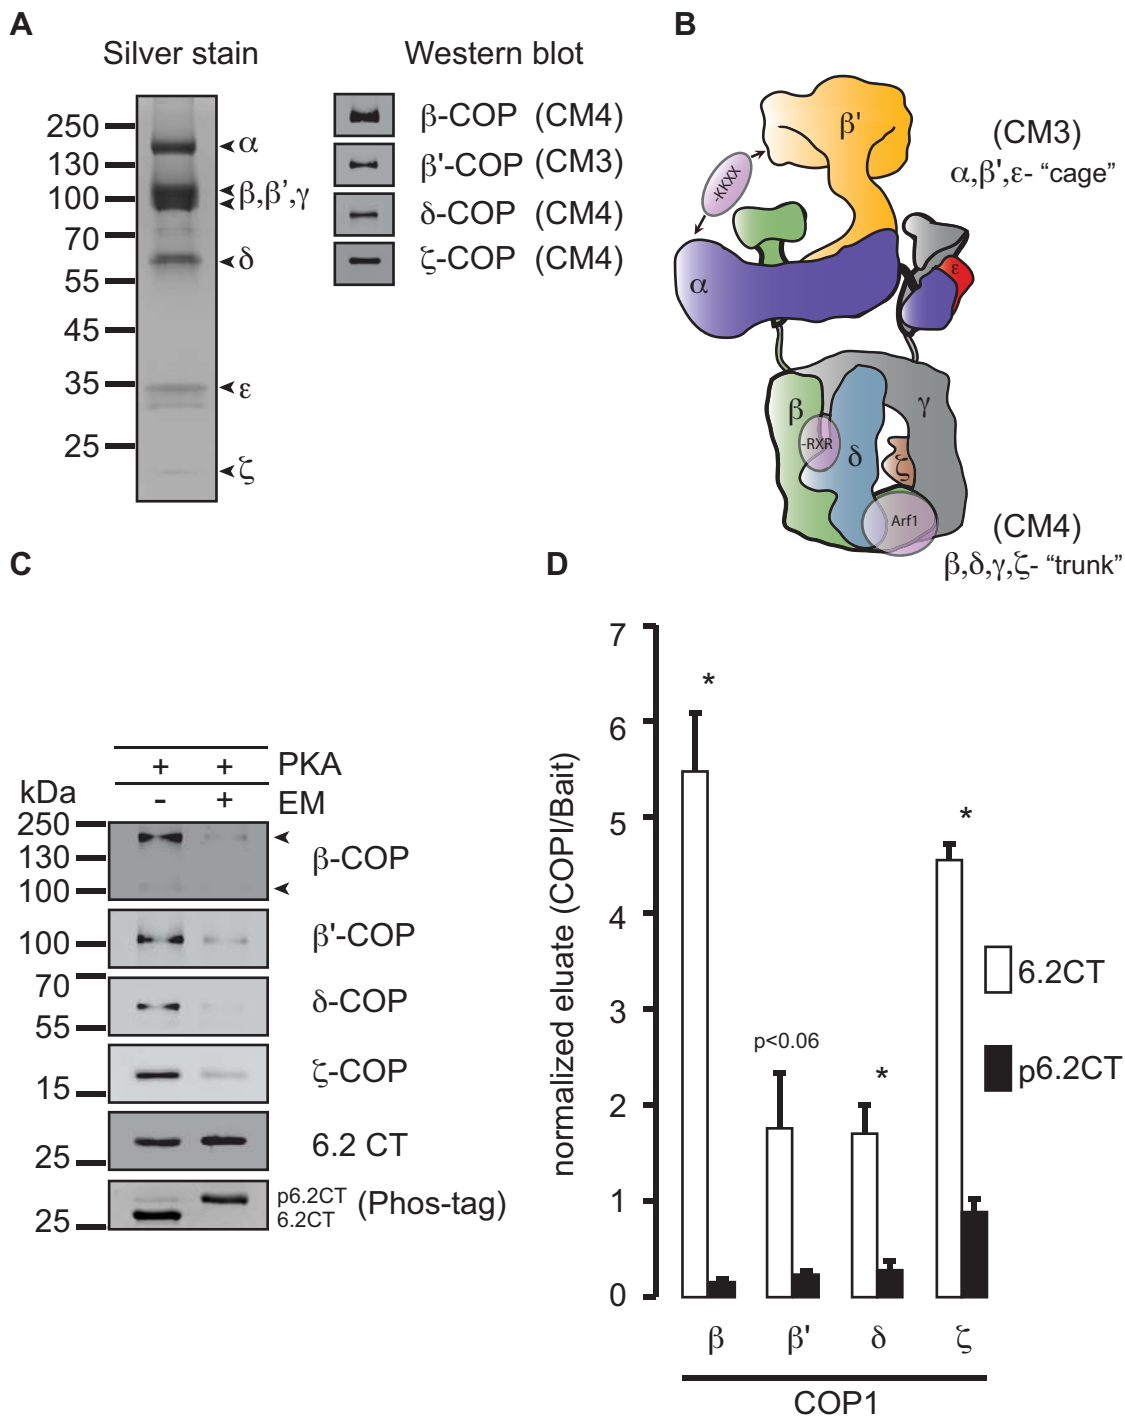 A
Silver stain
Western blot
250
130
100
70
55
45
35
25
α
β,β',γ
δ
ε
ζ
β-COP (CM4)
β'-COP (CM3)
δ-COP (CM4)
ζ-COP (CM4)
B
β'
(CM3)
α,β',ε- “cage”
-KKXX
α
ε
β
γ
-RXR
δ
ζ
Arf1
(CM4)
β,δ,γ,ζ- “trunk”
C
+ + PKA
kDa
- + EM
250
130
100
β-COP
100
β'-COP
70
55
δ-COP
15
ζ-COP
25
6.2 CT
25
p6.2CT
6.2CT
(Phos-tag)
D
normalized eluate (COPI/Bait)
7
6
5
4
3
2
1
0
*
p<0.06
*
*
6.2CT
p6.2CT
β β' δ ζ
COP1